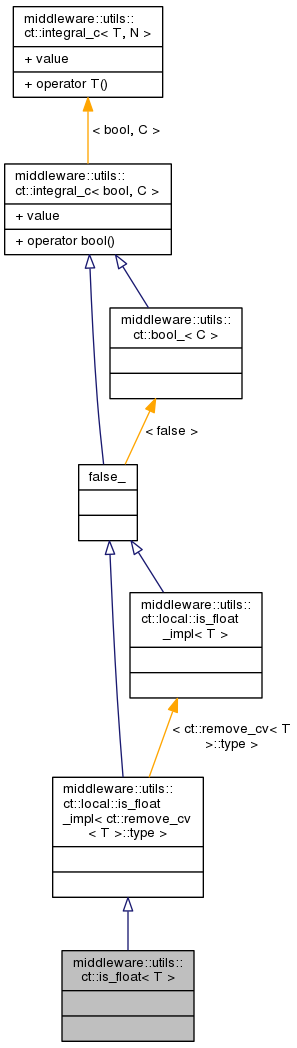 middleware::utils::
ct::integral_c< T, N >
+ value
+ operator T()
< bool, C >
middleware::utils::
ct::integral_c< bool, C >
+ value
+ operator bool()
middleware::utils::
ct::bool_< C >
< false >
false_
middleware::utils::
ct::local::is_float
_impl< T >
< ct::remove_cv< T
>::type >
middleware::utils::
ct::local::is_float
_impl< ct::remove_cv
< T >::type >
middleware::utils::
ct::is_float< T >